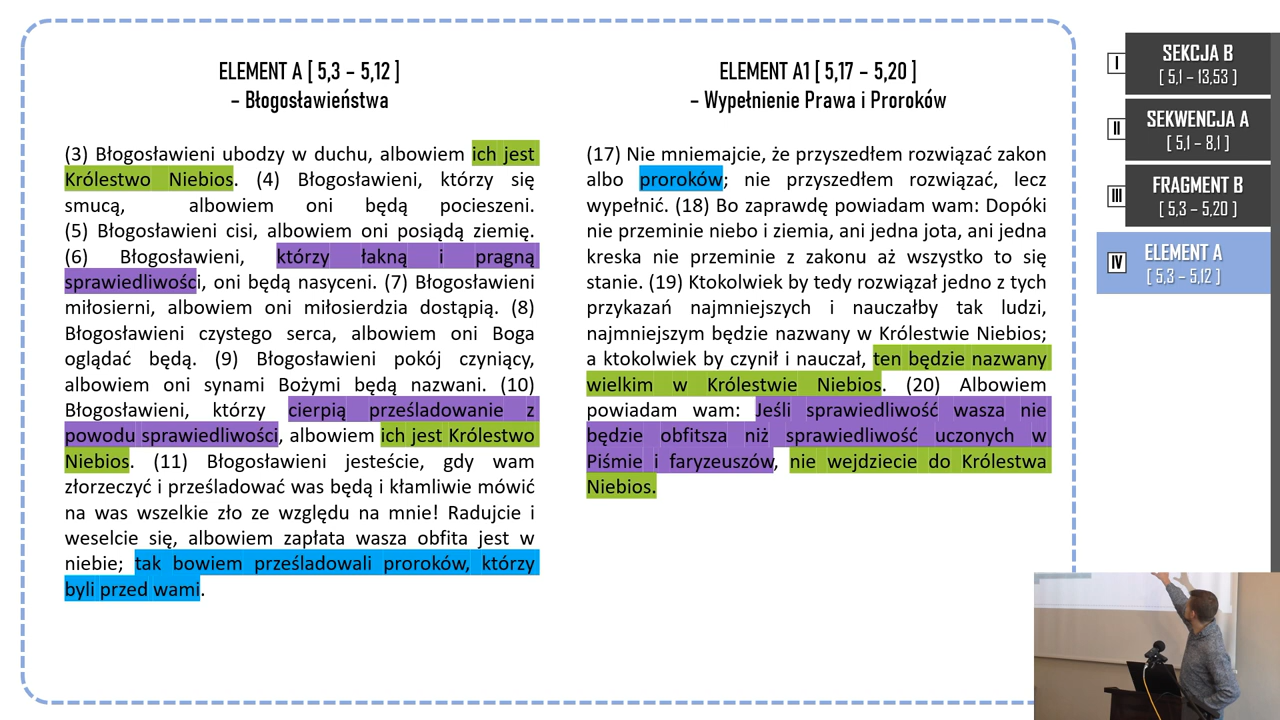 ELEMENT A [ 5,3 – 5,12 ]
– Błogosławieństwa
(3) Błogosławieni ubodzy w duchu, albowiem ich jest
Królestwo Niebios. (4) Błogosławieni, którzy się
smucą, albowiem oni będą pocieszeni.
(5) Błogosławieni cisi, albowiem oni posiądą ziemię.
(6) Błogosławieni, którzy łakną i pragną
sprawiedliwości, oni będą nasyceni. (7) Błogosławieni
miłosierni, albowiem oni miłosierdzia dostąpią. (8)
Błogosławieni czystego serca, albowiem oni Boga
oglądać będą. (9) Błogosławieni pokój czyniący,
albowiem oni synami Bożymi będą nazwani. (10)
Błogosławieni, którzy cierpią prześladowanie z
powodu sprawiedliwości, albowiem ich jest Królestwo
Niebios. (11) Błogosławieni jesteście, gdy wam
złorzeczyć i prześladować was będą i kłamliwie mówić
na was wszelkie zło ze względu na mnie! Radujcie i
weselcie się, albowiem zapłata wasza obfita jest w
niebie; tak bowiem prześladowali proroków, którzy
byli przed wami.
ELEMENT A1 [ 5,17 – 5,20 ]
– Wypełnienie Prawa i Proroków
(17) Nie mniemajcie, że przyszedłem rozwiązać zakon
albo proroków; nie przyszedłem rozwiązać, lecz
wypełnić. (18) Bo zaprawdę powiadam wam: Dopóki
nie przeminie niebo i ziemia, ani jedna jota, ani jedna
kreska nie przeminie z zakonu aż wszystko to się
stanie. (19) Ktokolwiek by tedy rozwiązał jedno z tych
przykazań najmniejszych i nauczałby tak ludzi,
najmniejszym będzie nazwany w Królestwie Niebios;
a ktokolwiek by czynił i nauczał, ten będzie nazwany
wielkim w Królestwie Niebios. (20) Albowiem
powiadam wam: Jeśli sprawiedliwość wasza nie
będzie obfitsza niż sprawiedliwość uczonych w
Piśmie i faryzeuszów, nie wejdziecie do Królestwa
Niebios.
I
SEKCJA B
[ 5,1 – 13,53 ]
II
SEKWENCJA A
[ 5,1 – 8,1 ]
III
FRAGMENT B
[ 5,3 – 5,20 ]
IV
ELEMENT A
[ 5,3 – 5,12 ]